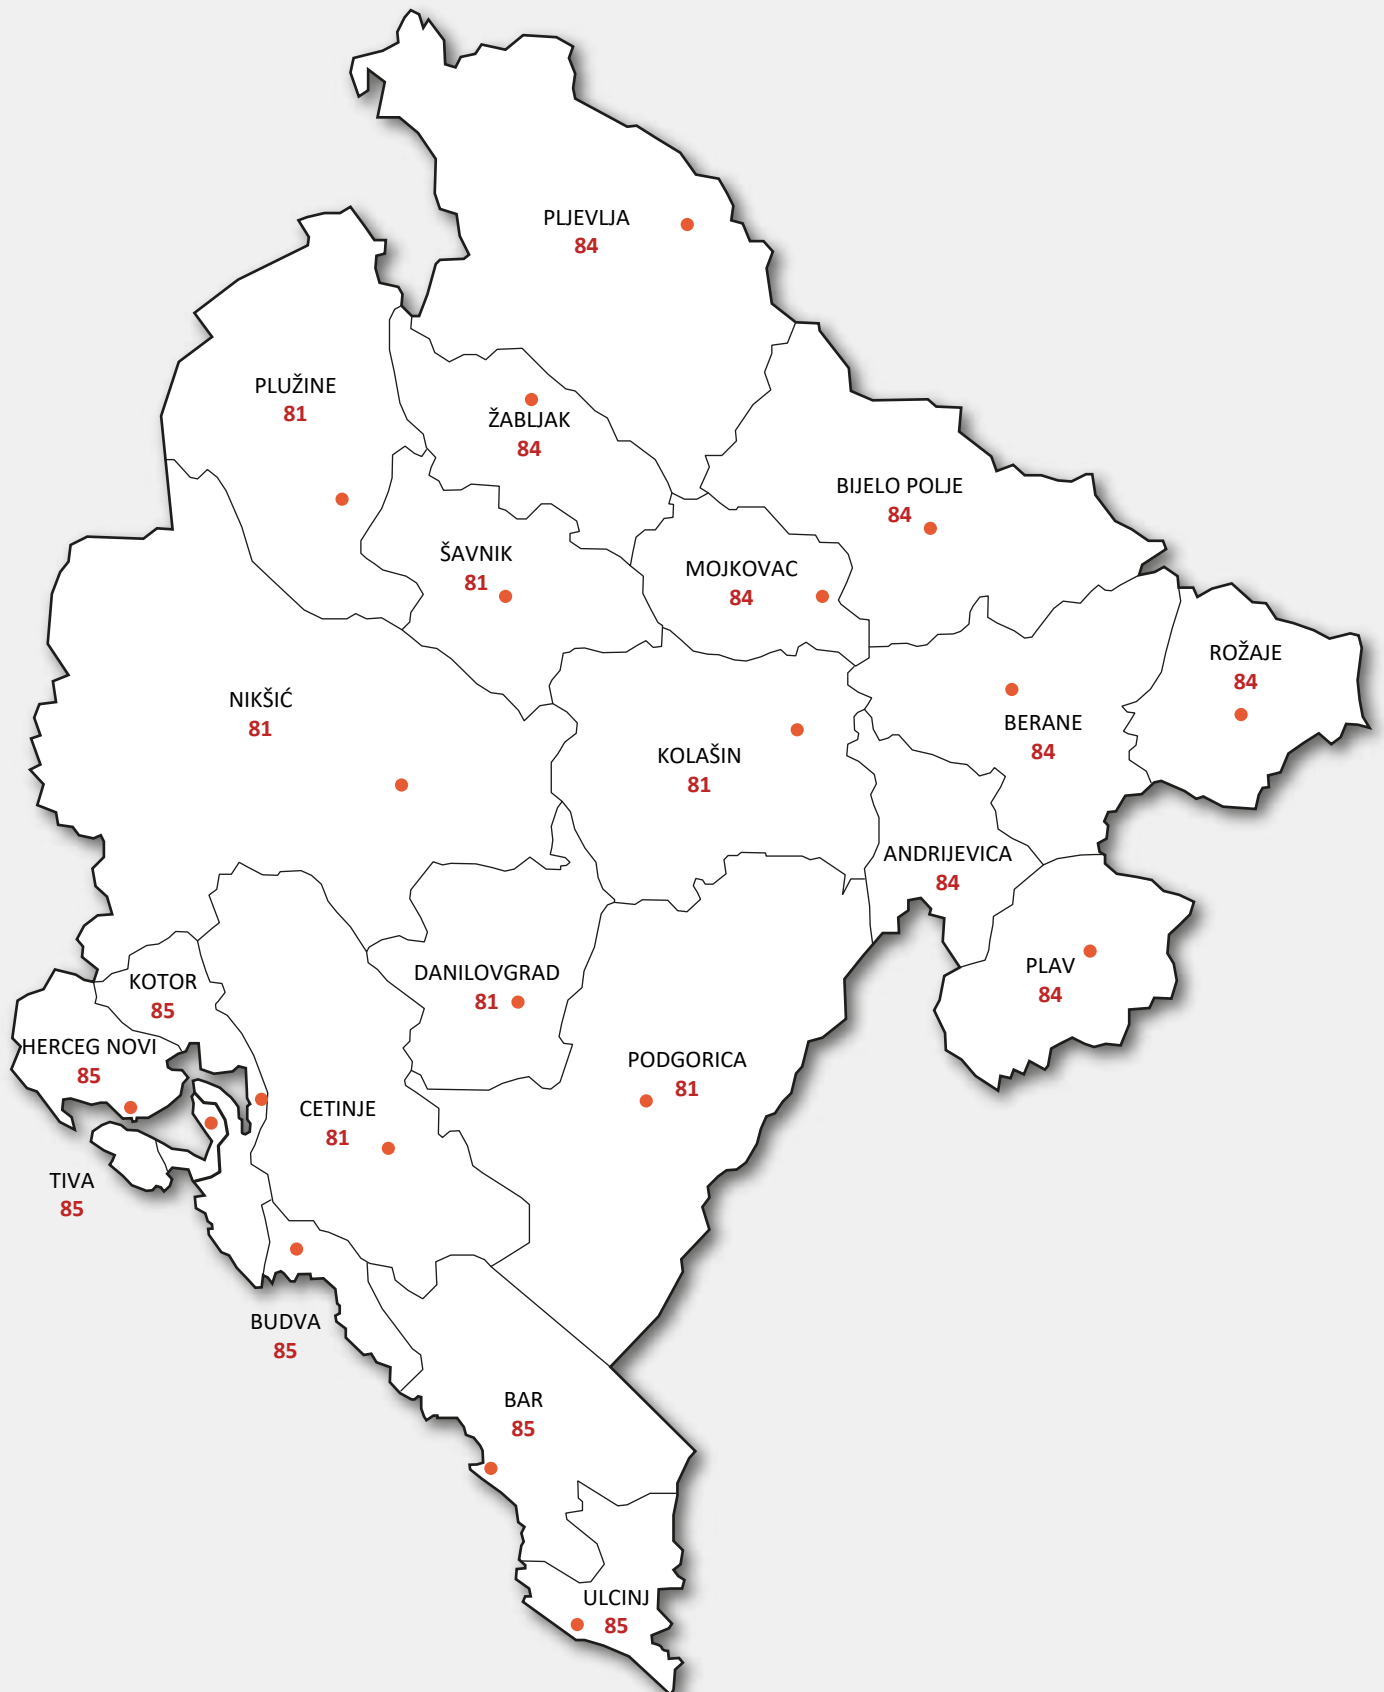 PLJEVLJA
84
PLUŽINE
81
ŽABLJAK
84
BIJELO POLJE
84
ŠAVNIK
81
MOJKOVAC
84
ROŽAJE
84
NIKŠIĆ
81
BERANE
84
KOLAŠIN
81
ANDRIJEVICA
84
PLAV
84
DANILOVGRAD
81
KOTOR
85
HERCEG NOVI
85
PODGORICA
81
CETINJE
81
TIVA
85
BUDVA
85
BAR
85
ULCINJ
85